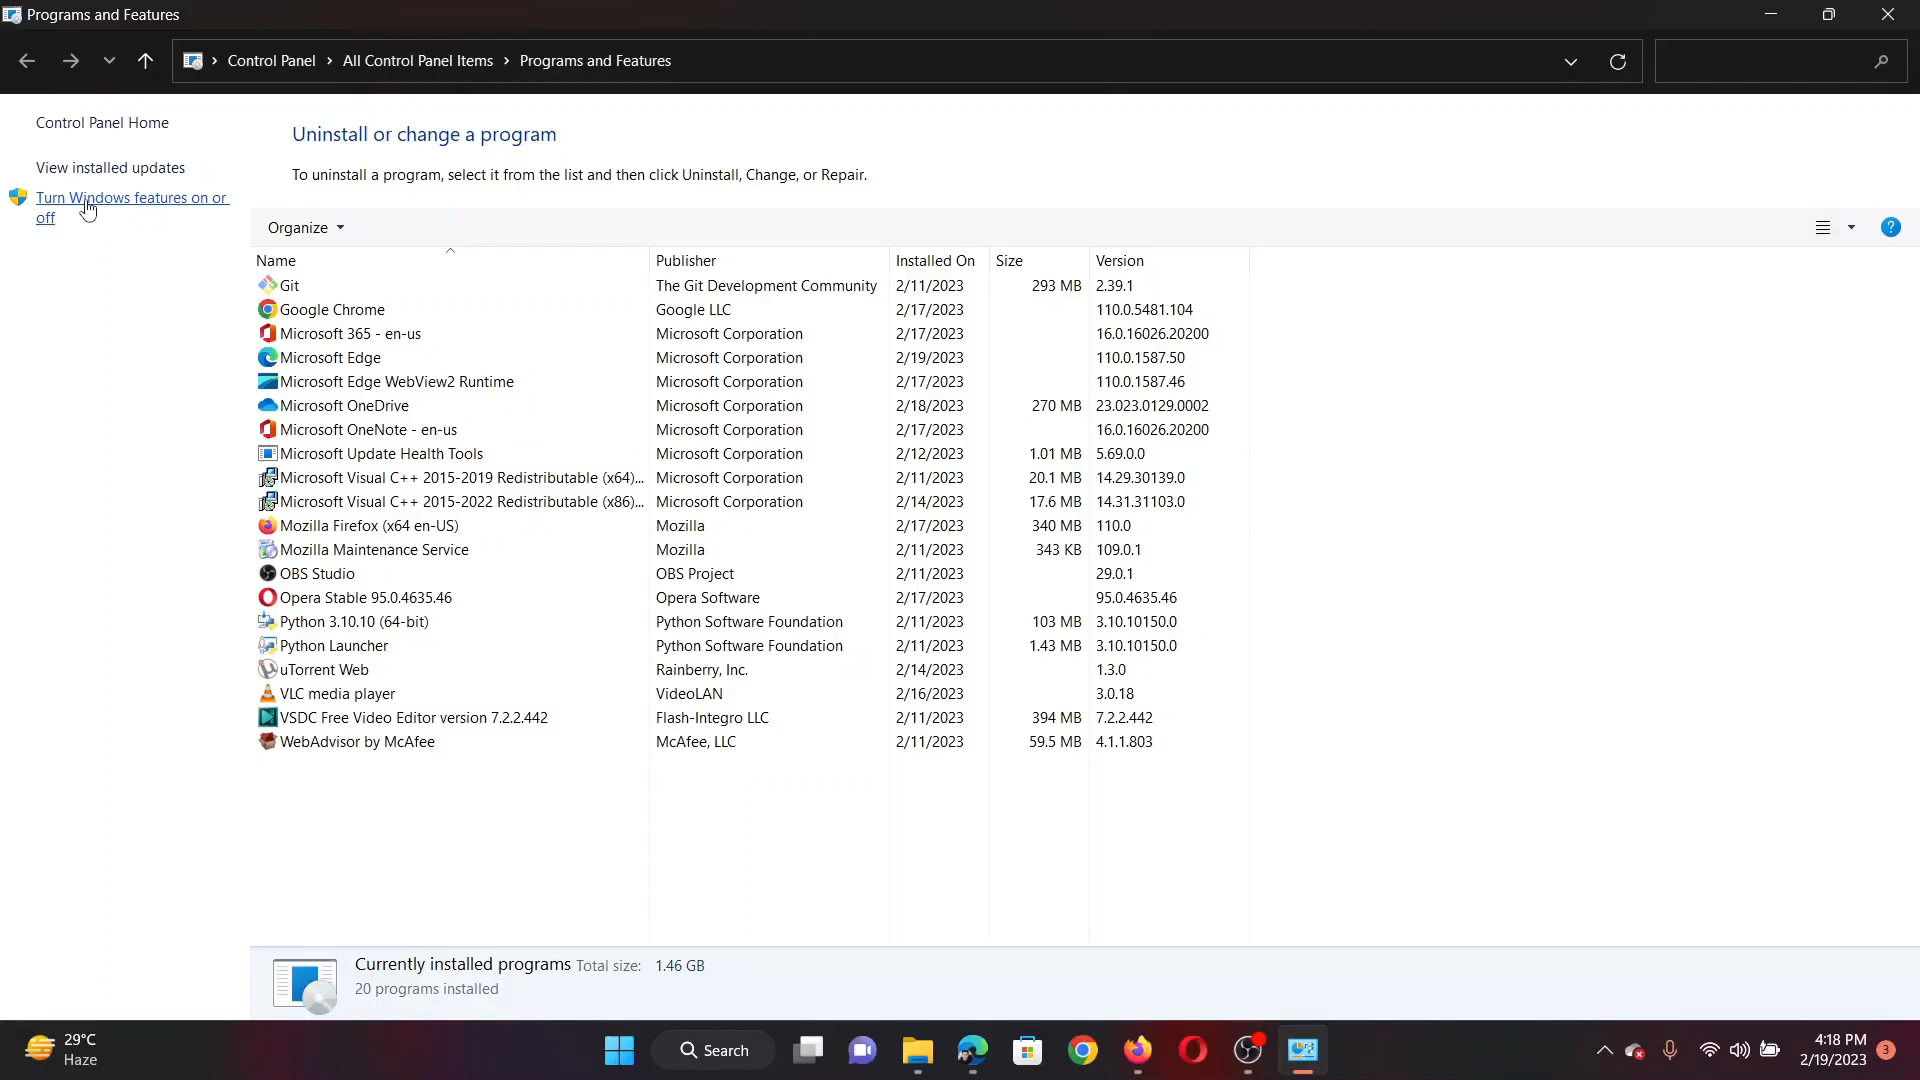 Programs and Features
Control Panel › All Control Panel Items › Programs and Features
Control Panel Home
View installed updates
Turn Windows features on or
off
Uninstall or change a program
To uninstall a program, select it from the list and then click Uninstall, Change, or Repair.
Organize
Name Publisher Installed On Size Version
Git The Git Development Community 2/11/2023 293 MB 2.39.1
Google Chrome Google LLC 2/17/2023 110.0.5481.104
Microsoft 365 - en-us Microsoft Corporation 2/17/2023 16.0.16026.20200
Microsoft Edge Microsoft Corporation 2/19/2023 110.0.1587.50
Microsoft Edge WebView2 Runtime Microsoft Corporation 2/17/2023 110.0.1587.46
Microsoft OneDrive Microsoft Corporation 2/18/2023 270 MB 23.023.0129.0002
Microsoft OneNote - en-us Microsoft Corporation 2/17/2023 16.0.16026.20200
Microsoft Update Health Tools Microsoft Corporation 2/12/2023 1.01 MB 5.69.0.0
Microsoft Visual C++ 2015-2019 Redistributable (x64)... Microsoft Corporation 2/11/2023 20.1 MB 14.29.30139.0
Microsoft Visual C++ 2015-2022 Redistributable (x86)... Microsoft Corporation 2/14/2023 17.6 MB 14.31.31103.0
Mozilla Firefox (x64 en-US) Mozilla 2/17/2023 340 MB 110.0
Mozilla Maintenance Service Mozilla 2/11/2023 343 KB 109.0.1
OBS Studio OBS Project 2/11/2023 29.0.1
Opera Stable 95.0.4635.46 Opera Software 2/17/2023 95.0.4635.46
Python 3.10.10 (64-bit) Python Software Foundation 2/11/2023 103 MB 3.10.10150.0
Python Launcher Python Software Foundation 2/11/2023 1.43 MB 3.10.10150.0
uTorrent Web Rainberry, Inc. 2/14/2023 1.3.0
VLC media player VideoLAN 2/16/2023 3.0.18
VSDC Free Video Editor version 7.2.2.442 Flash-Integro LLC 2/11/2023 394 MB 7.2.2.442
WebAdvisor by McAfee McAfee, LLC 2/11/2023 59.5 MB 4.1.1.803
Currently installed programs Total size: 1.46 GB
20 programs installed
29°C
Haze
Search
4:18 PM
2/19/2023
3